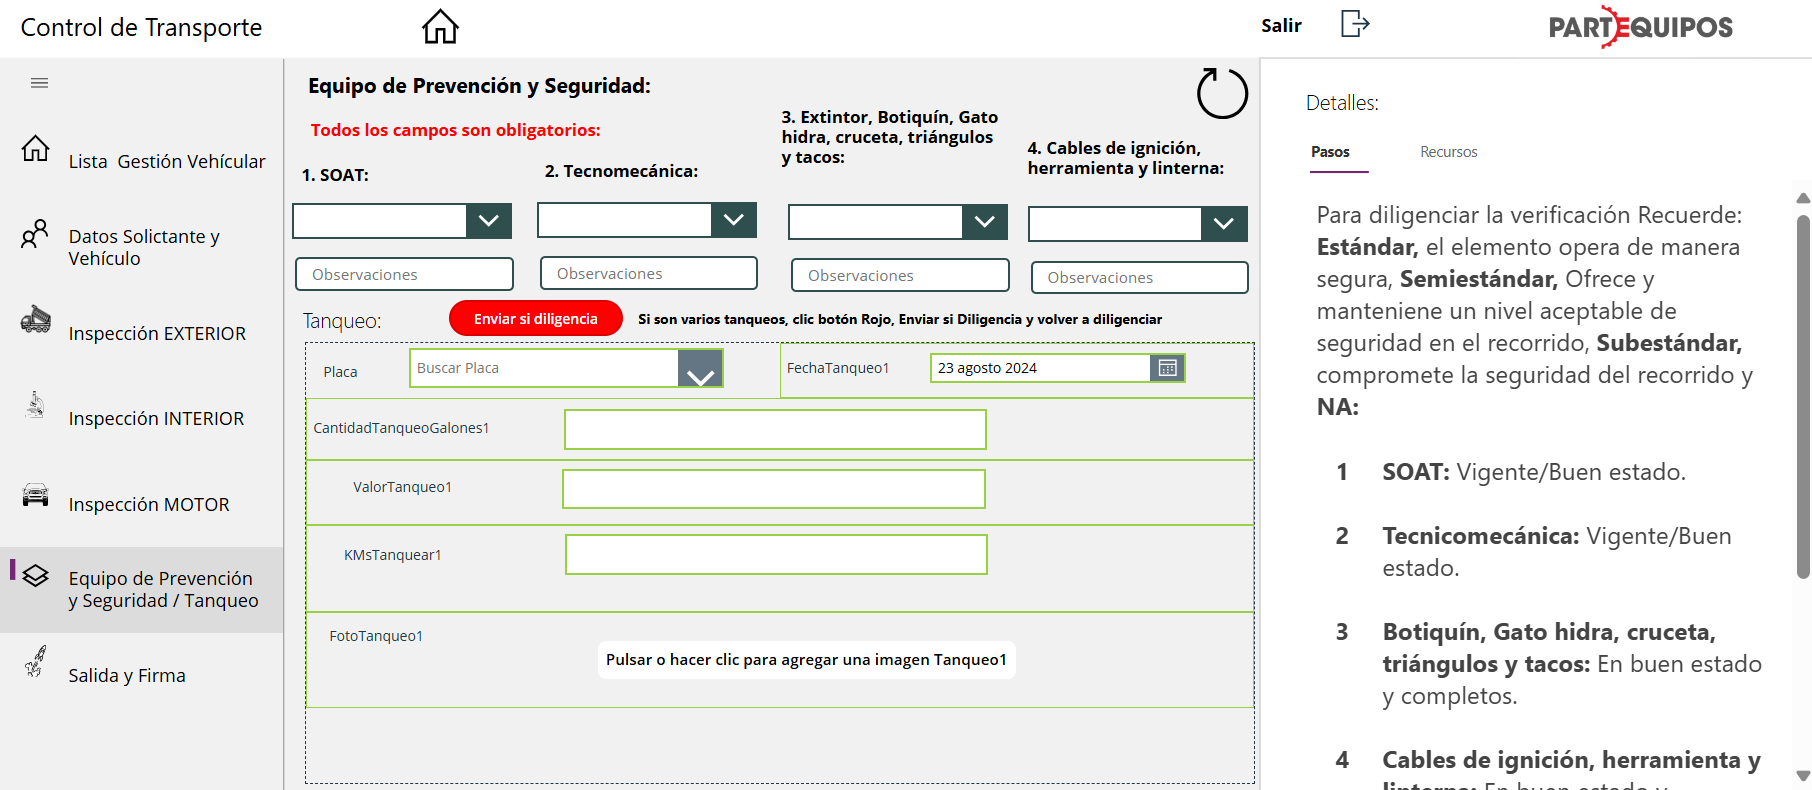 Control de Transporte
Salir
PARTEQUIPOS
Lista  Gestión Vehícular
Datos Solictante y
Vehículo
Inspección EXTERIOR
Inspección INTERIOR
Inspección MOTOR
Equipo de Prevención
y Seguridad / Tanqueo
Salida y Firma
Equipo de Prevención y Seguridad:
Todos los campos son obligatorios:
1. SOAT:
2. Tecnomecánica:
3. Extintor, Botiquín, Gato
hidra, cruceta, triángulos
y tacos:
4. Cables de ignición,
herramienta y linterna:
Observaciones
Observaciones
Observaciones
Observaciones
Tanqueo:
Enviar si diligencia
Si son varios tanqueos, clic botón Rojo, Enviar si Diligencia y volver a diligenciar
Placa
Buscar Placa
FechaTanqueo1
23 agosto 2024
CantidadTanqueoGalones1
ValorTanqueo1
KMsTanquear1
FotoTanqueo1
Pulsar o hacer clic para agregar una imagen Tanqueo1
Detalles:
Pasos
Recursos
Para diligenciar la verificación Recuerde:
Estándar, el elemento opera de manera
segura, Semiestándar, Ofrece y
manteniene un nivel aceptable de
seguridad en el recorrido, Subestándar,
compromete la seguridad del recorrido y
NA:
1 SOAT: Vigente/Buen estado.
2 Tecnicomecánica: Vigente/Buen
estado.
3 Botiquín, Gato hidra, cruceta,
triángulos y tacos: En buen estado
y completos.
4 Cables de ignición, herramienta y
linterna: En buen estado y